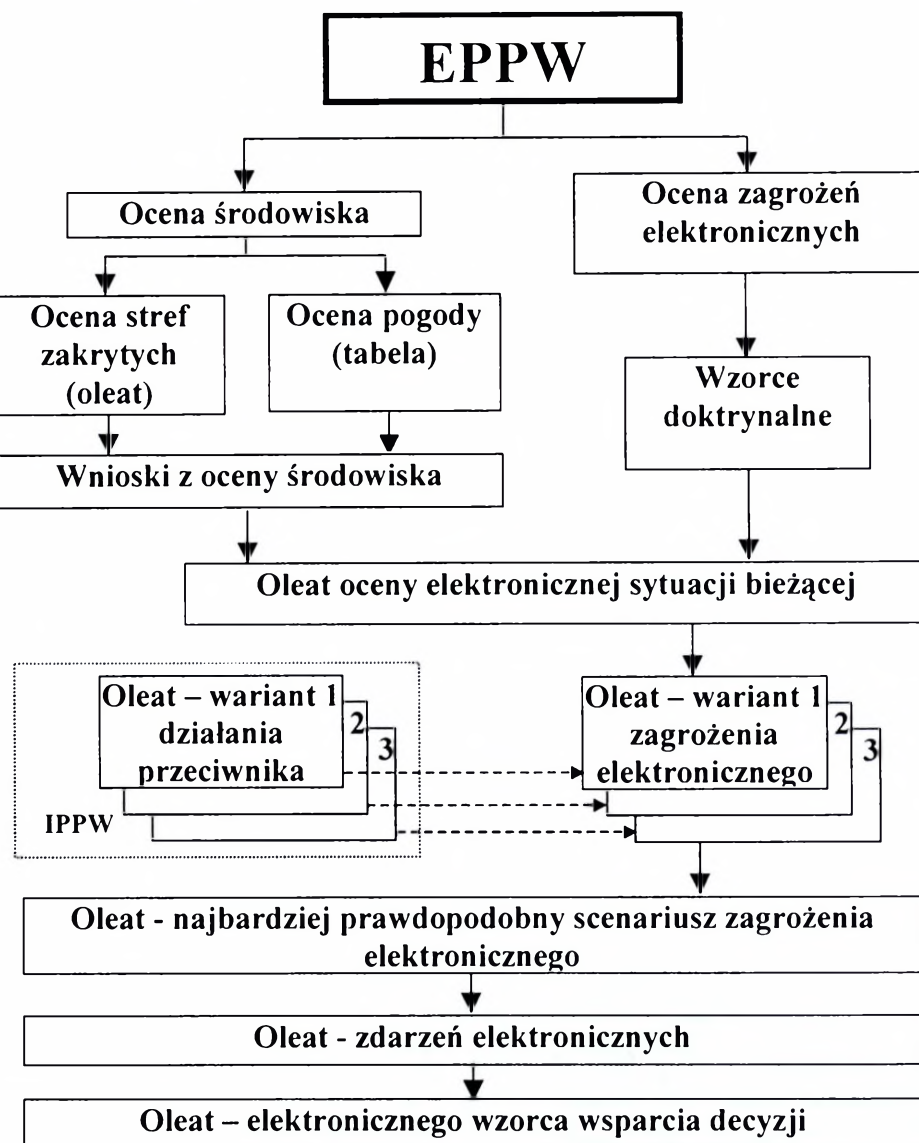 EPPW
Ocena środowiska
Ocena zagrożeń
elektronicznych
Ocena stref
zakrytych
(oleat)
Ocena pogody
(tabela)
Wzorce
doktrynalne
Wnioski z oceny środowiska
Oleat oceny elektronicznej sytuacji bieżącej
Oleat – wariant 1
działania
przeciwnika
2
3
IPPW
Oleat – wariant 1
zagrożenia
elektronicznego
2
3
Oleat - najbardziej prawdopodobny scenariusz zagrożenia
elektronicznego
Oleat - zdarzeń elektronicznych
Oleat – elektronicznego wzorca wsparcia decyzji